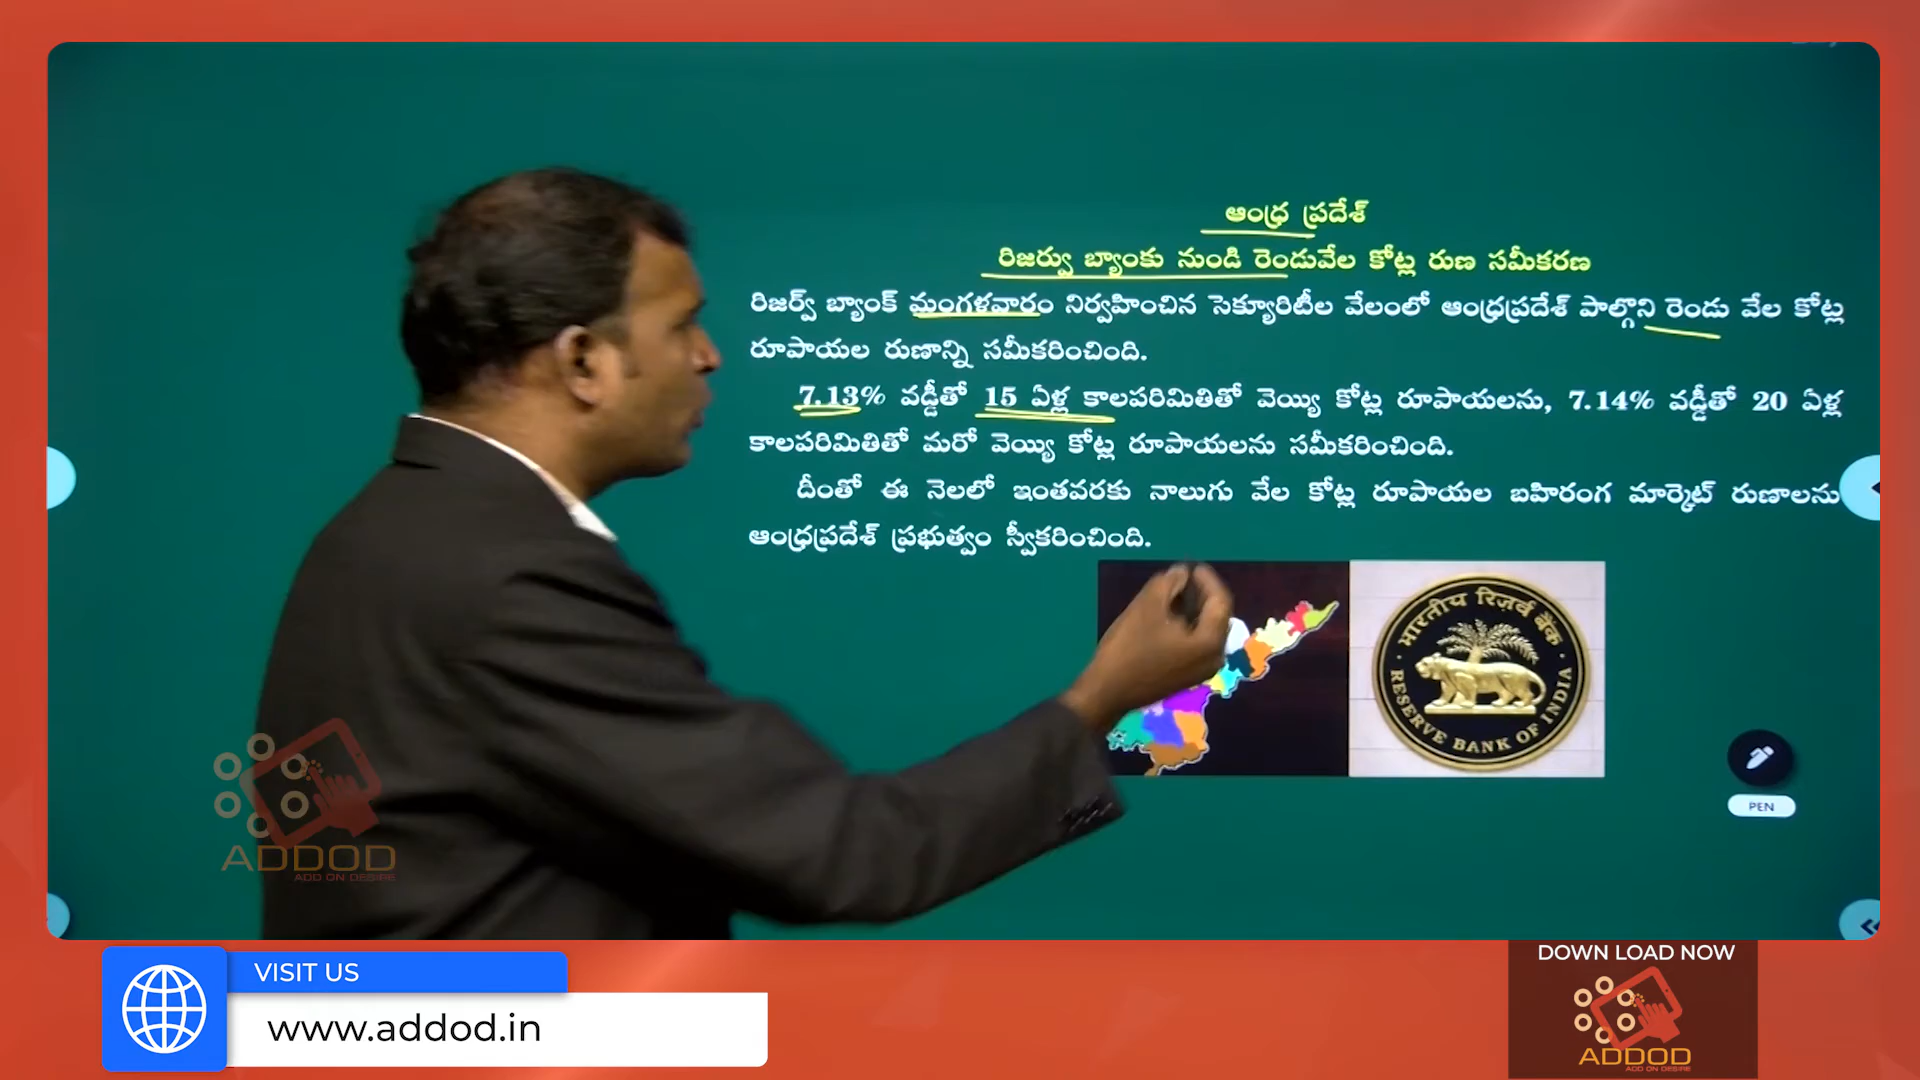 ఆంధ్ర ప్రదేశ్
రిజర్వు బ్యాంకు నుండి రెండువేల కోట్ల రుణ సమీకరణ
రిజర్వ్ బ్యాంక్ మంగళవారం నిర్వహించిన సెక్యూరిటీల వేలంలో ఆంధ్రప్రదేశ్ పాల్గొని రెండు వేల కోట్ల
రూపాయల రుణాన్ని సమీకరించింది.
7.13% వడ్డీతో 15 ఏళ్ల కాలపరిమితితో వెయ్యి కోట్ల రూపాయలను, 7.14% వడ్డీతో 20 ఏళ్ల
కాలపరిమితితో మరో వెయ్యి కోట్ల రూపాయలను సమీకరించింది.
దీంతో ఈ నెలలో ఇంతవరకు నాలుగు వేల కోట్ల రూపాయల బహిరంగ మార్కెట్ రుణాలను
ఆంధ్రప్రదేశ్ ప్రభుత్వం స్వీకరించింది.
भारतीय रिज़र्व बैंक
RESERVE BANK OF INDIA
PEN
ADDOD
ADD ON DESIRE
VISIT US
www.addod.in
DOWN LOAD NOW
ADDOD
ADD ON DESIRE